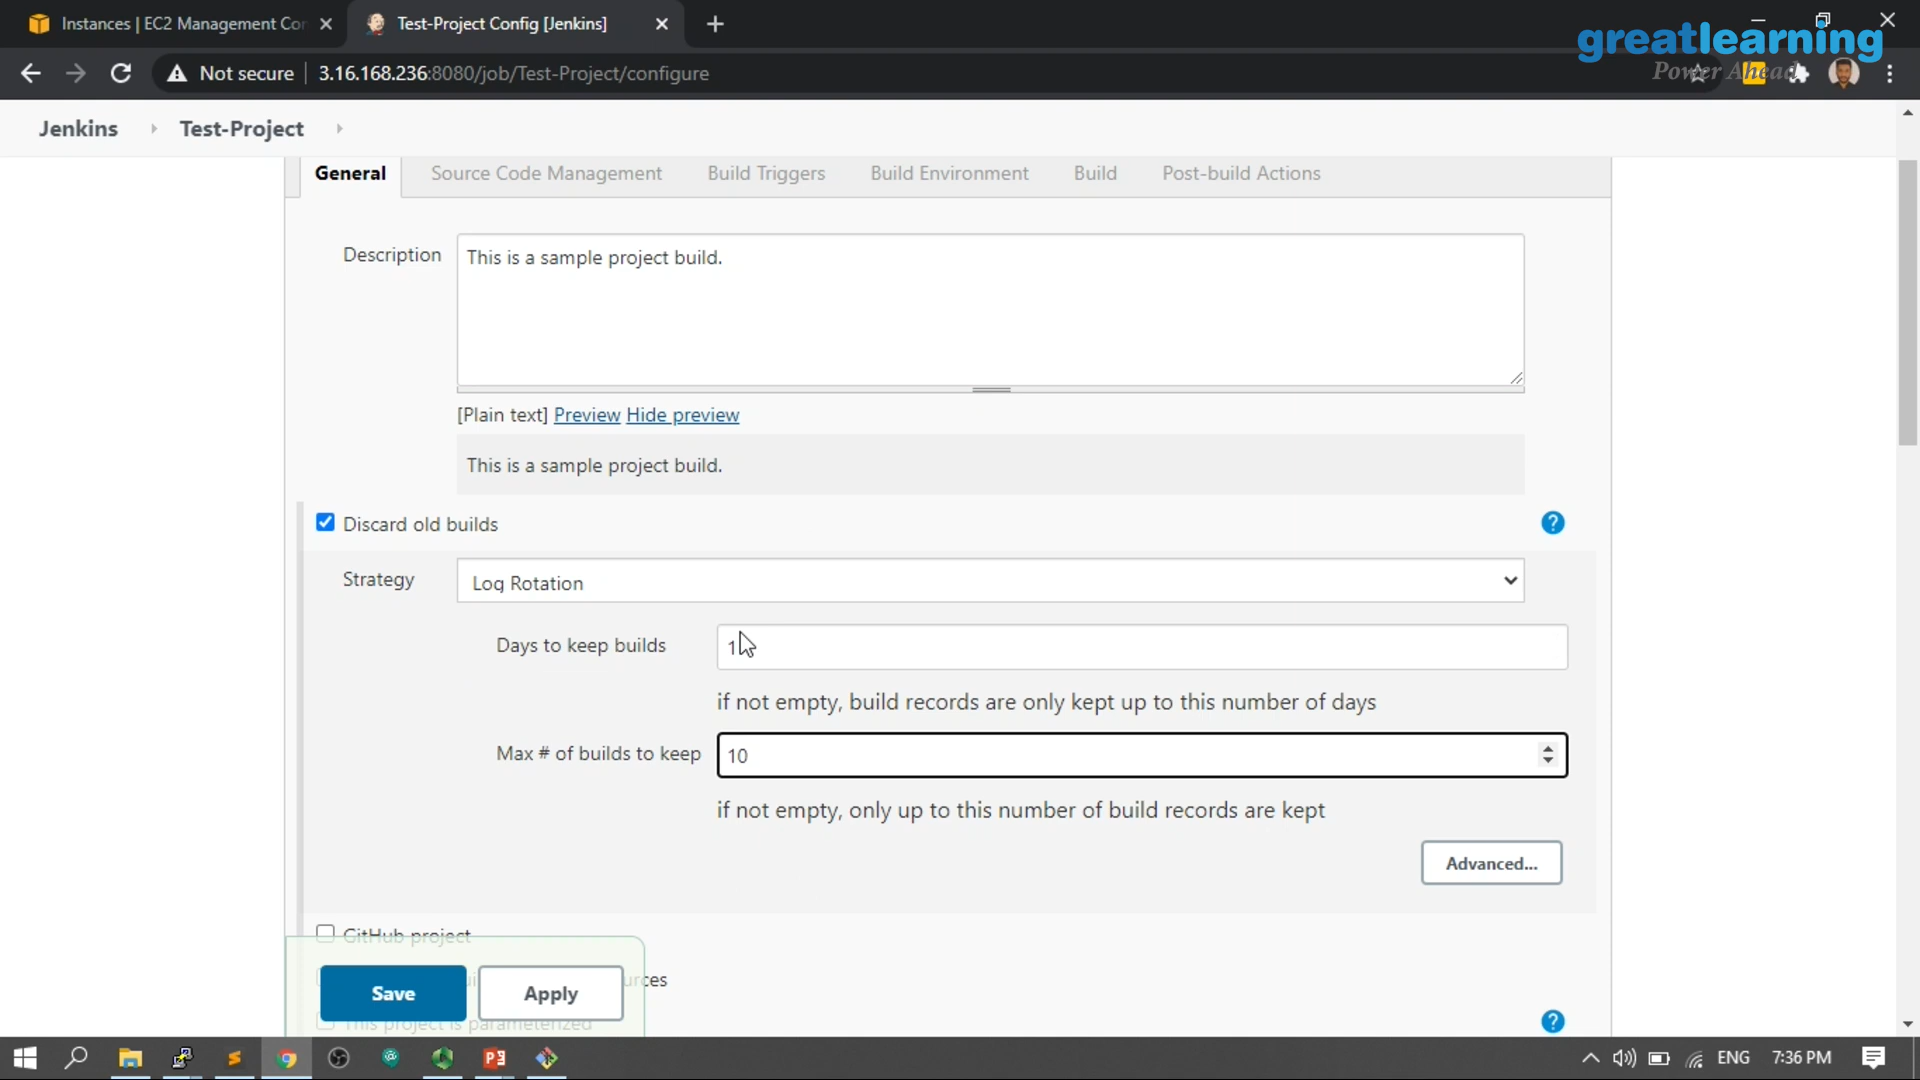 Instances | EC2 Management Con
Test-Project Config [Jenkins]
greatlearning
Power Ahead
Not secure
3.16.168.236:8080/job/Test-Project/configure
Jenkins
Test-Project
General
Source Code Management
Build Triggers
Build Environment
Build
Post-build Actions
Description
This is a sample project build.
[Plain text] Preview Hide preview
This is a sample project build.
Discard old builds
?
Strategy
Log Rotation
Days to keep builds
1
if not empty, build records are only kept up to this number of days
Max # of builds to keep
10
if not empty, only up to this number of build records are kept
Advanced...
GitHub project
Save
Apply
This project is parameterized
?
ENG
7:36 PM